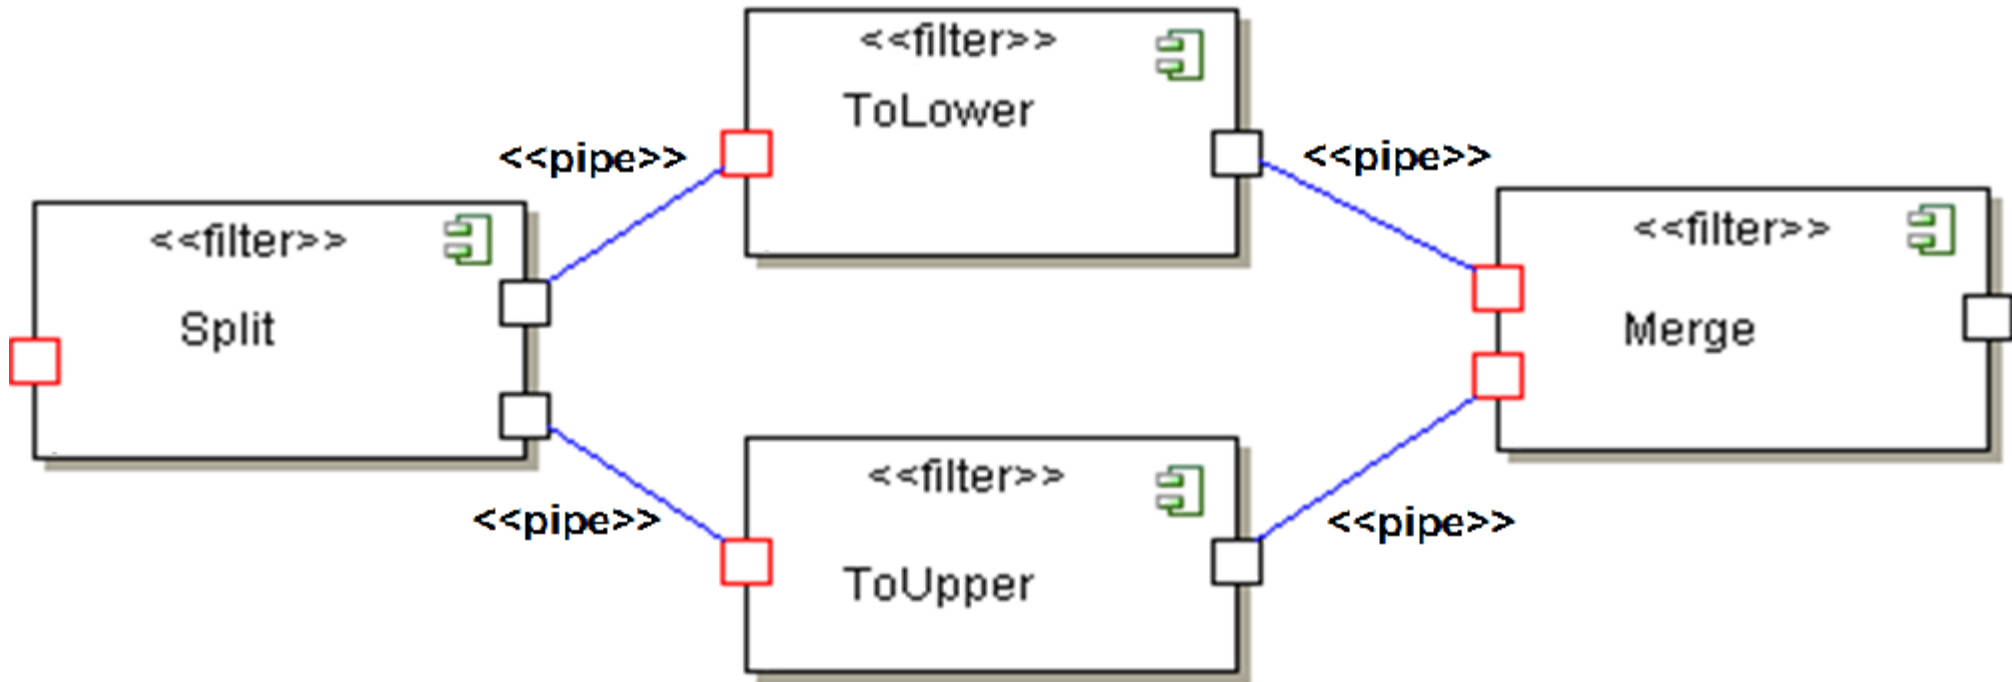 <<filter>>
ToLower
<<pipe>>
<<pipe>>
<<filter>>
Split
<<filter>>
Merge
<<filter>>
ToUpper
<<pipe>>
<<pipe>>